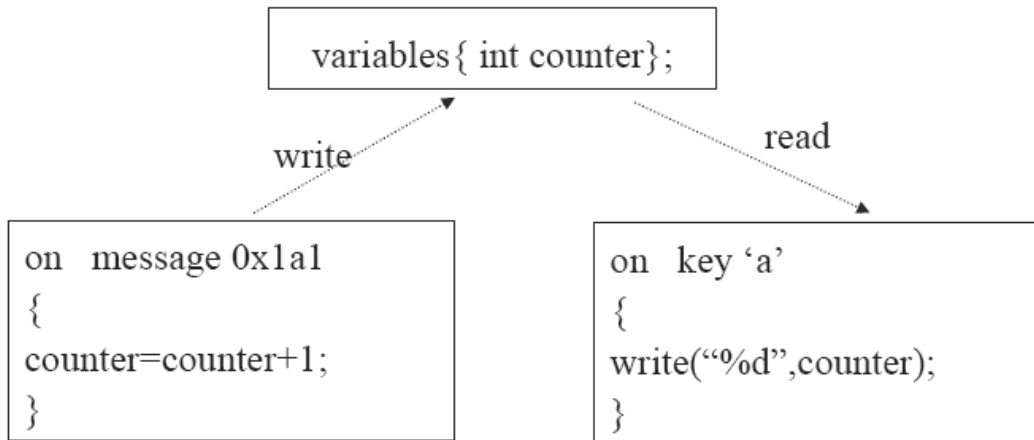 variables{ int counter};
write
read
on message 0x1a1
{
counter=counter+1;
}
on key ‘a’
{
write(“%d”,counter);
}